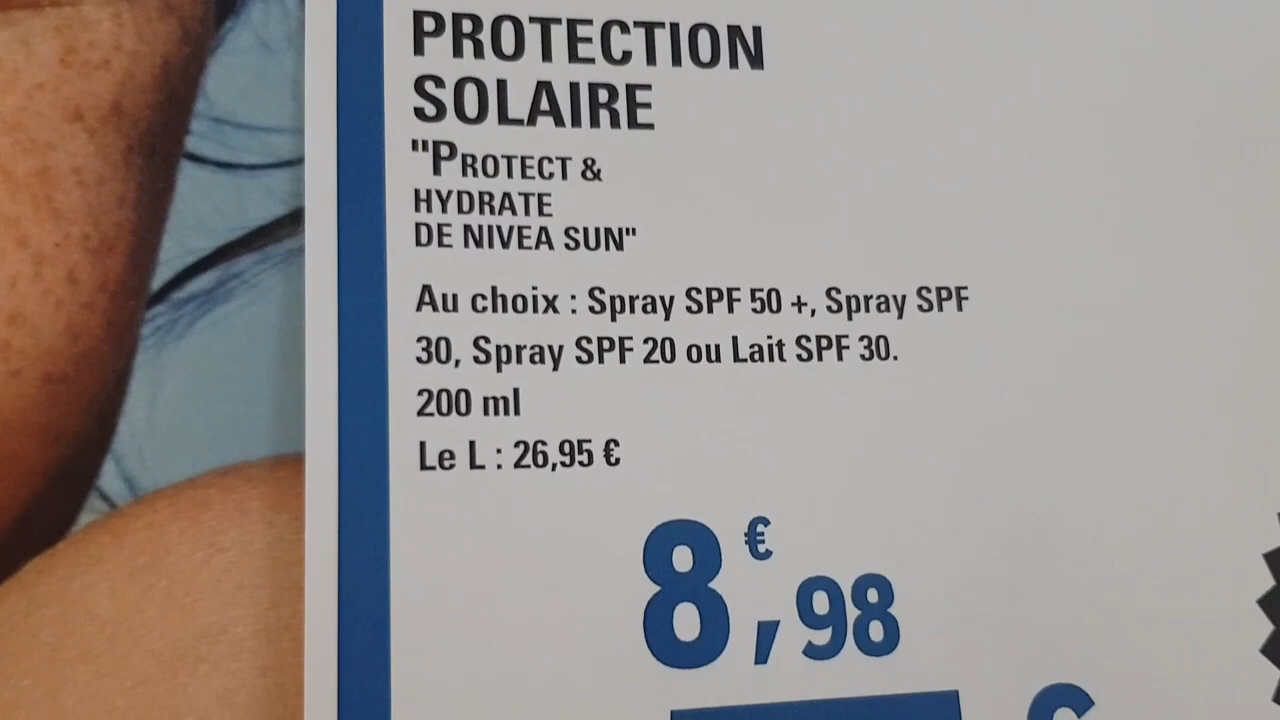 PROTECTION
SOLAIRE
"PROTECT &
HYDRATE
DE NIVEA SUN"
Au choix : Spray SPF 50 +, Spray SPF
30, Spray SPF 20 ou Lait SPF 30.
200 ml
Le L : 26,95 €
8€,98
€